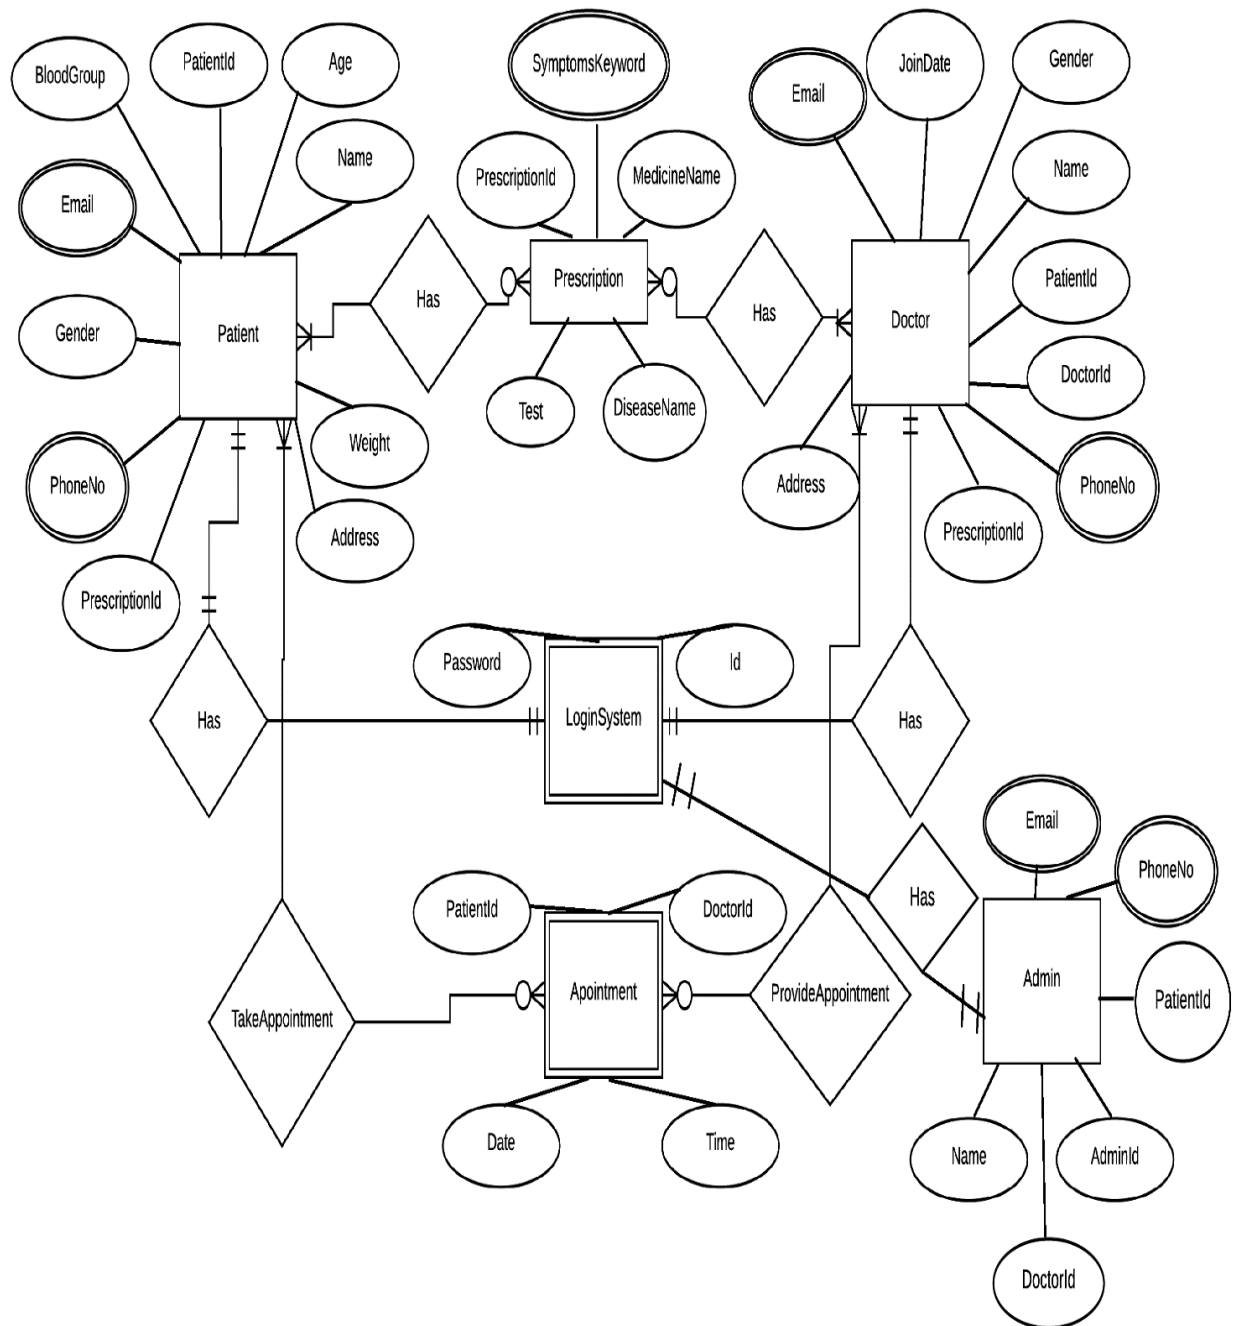 BloodGroup
PatientId
Age
SymptomsKeyword
Email
JoinDate
Gender
Name
PrescriptionId
MedicineName
Name
Email
PatientId
Prescription
Has
Has
Doctor
Gender
Patient
DoctorId
Test
DiseaseName
Weight
PhoneNo
Address
PhoneNo
Address
PrescriptionId
PrescriptionId
Password
Id
Has
LoginSystem
Has
Email
PhoneNo
Has
PatientId
DoctorId
Apointment
ProvideAppointment
Admin
PatientId
TakeAppointment
Date
Time
Name
AdminId
DoctorId